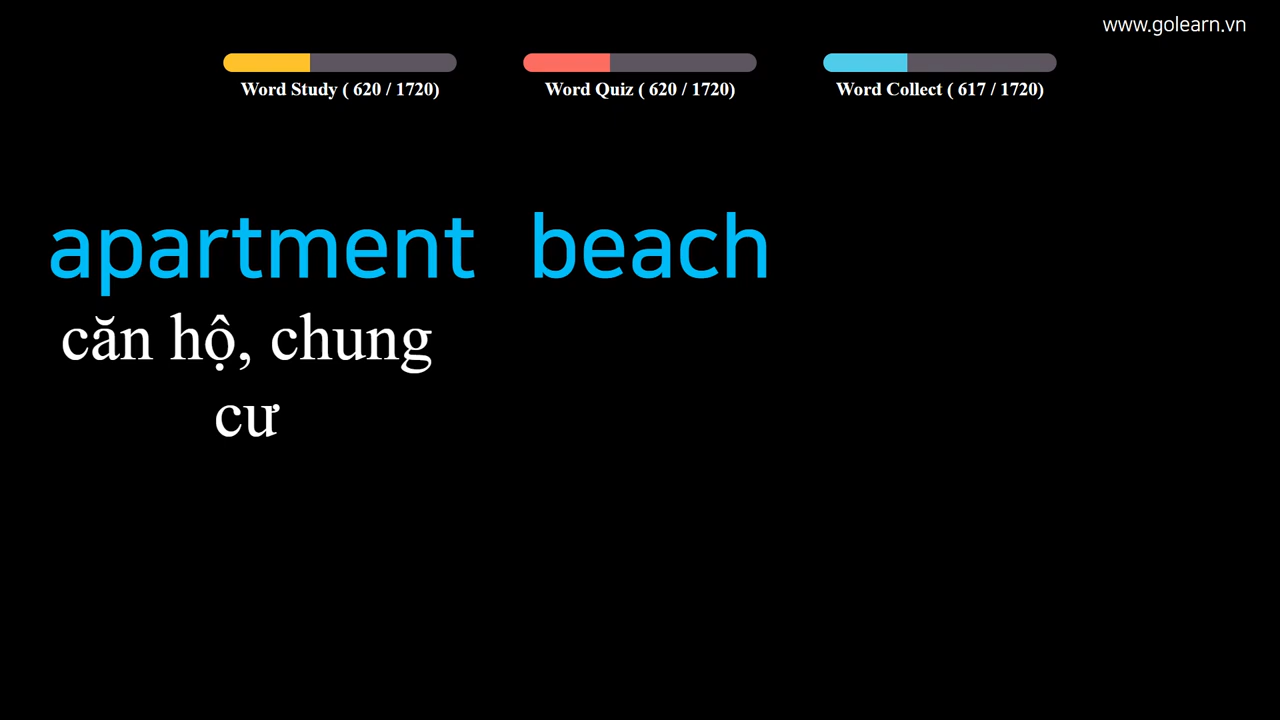 www.golearn.vn
Word Study ( 620 / 1720)
Word Quiz ( 620 / 1720)
Word Collect ( 617 / 1720)
apartment
căn hộ, chung
cư
beach